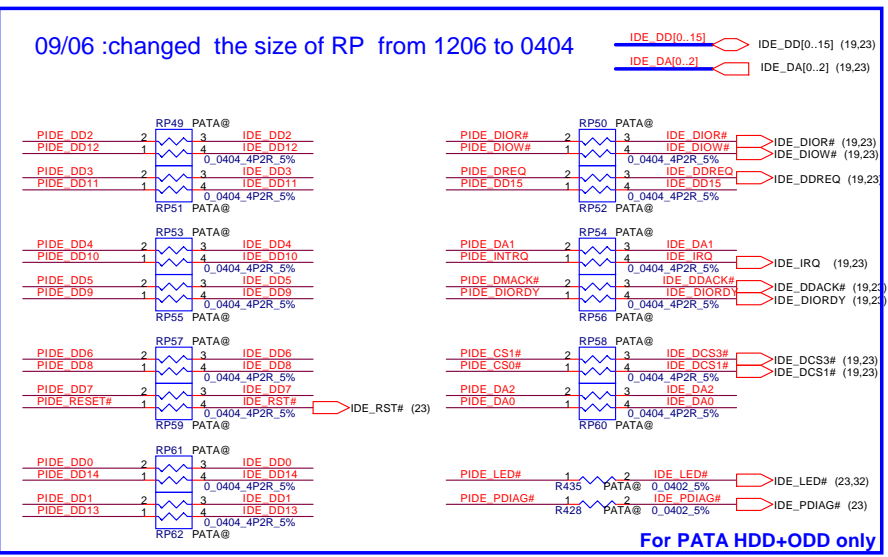 09/06 :changed the size of RP from 1206 to 0404
IDE_DD[0..15] IDE_DD[0..15] (19,23)
IDE_DA[0..2] IDE_DA[0..2] (19,23)
RP49 PATA@
PIDE_DD2 2 3 IDE_DD2
PIDE_DD12 1 4 IDE_DD12
0_0404_4P2R_5%
PIDE_DD3 2 3 IDE_DD3
PIDE_DD11 1 4 IDE_DD11
0_0404_4P2R_5%
RP51 PATA@
RP53 PATA@
PIDE_DD4 2 3 IDE_DD4
PIDE_DD10 1 4 IDE_DD10
0_0404_4P2R_5%
PIDE_DD5 2 3 IDE_DD5
PIDE_DD9 1 4 IDE_DD9
0_0404_4P2R_5%
RP55 PATA@
RP57 PATA@
PIDE_DD6 2 3 IDE_DD6
PIDE_DD8 1 4 IDE_DD8
0_0404_4P2R_5%
PIDE_DD7 2 3 IDE_DD7
PIDE_RESET# 1 4 IDE_RST# IDE_RST# (23)
0_0404_4P2R_5%
RP59 PATA@
RP61 PATA@
PIDE_DD0 2 3 IDE_DD0
PIDE_DD14 1 4 IDE_DD14
0_0404_4P2R_5%
PIDE_DD1 2 3 IDE_DD1
PIDE_DD13 1 4 IDE_DD13
0_0404_4P2R_5%
RP62 PATA@
RP50 PATA@
PIDE_DIOR# 2 3 IDE_DIOR# IDE_DIOR# (19,23)
PIDE_DIOW# 1 4 IDE_DIOW# IDE_DIOW# (19,23)
0_0404_4P2R_5%
PIDE_DREQ 2 3 IDE_DDREQ IDE_DDREQ (19,23)
PIDE_DD15 1 4 IDE_DD15
0_0404_4P2R_5%
RP52 PATA@
RP54 PATA@
PIDE_DA1 2 3 IDE_DA1
PIDE_INTRQ 1 4 IDE_IRQ IDE_IRQ (19,23)
0_0404_4P2R_5%
PIDE_DMACK# 2 3 IDE_DDACK# IDE_DDACK# (19,23)
PIDE_DIORDY 1 4 IDE_DIORDY IDE_DIORDY (19,23)
0_0404_4P2R_5%
RP56 PATA@
RP58 PATA@
PIDE_CS1# 2 3 IDE_DCS3# IDE_DCS3# (19,23)
PIDE_CS0# 1 4 IDE_DCS1# IDE_DCS1# (19,23)
0_0404_4P2R_5%
PIDE_DA2 2 3 IDE_DA2
PIDE_DA0 1 4 IDE_DA0
0_0404_4P2R_5%
RP60 PATA@
PIDE_LED# 1 2 IDE_LED# IDE_LED# (23,32)
R435 PATA@ 0_0402_5%
PIDE_PDIAG# 1 2 IDE_PDIAG# IDE_PDIAG# (23)
R428 PATA@ 0_0402_5%
For PATA HDD+ODD only